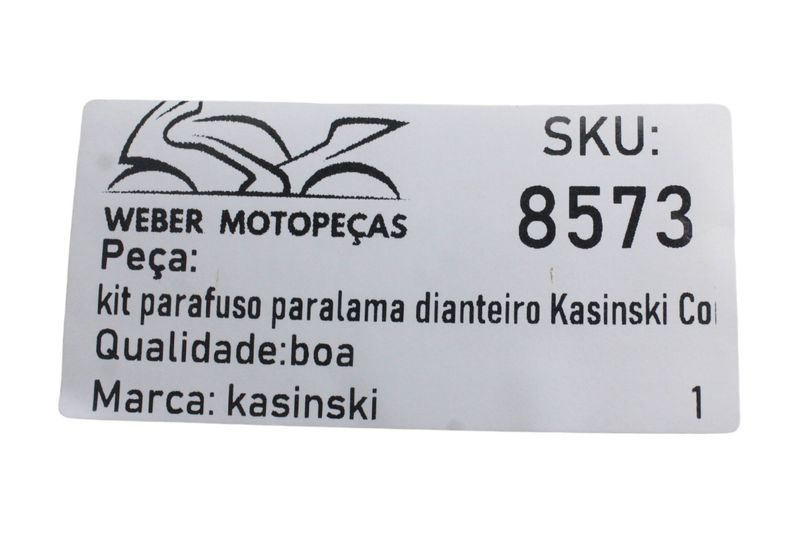 SKU:
8573
WEBER MOTOPEÇAS
Peça:
kit parafuso paralama dianteiro Kasinski
Qualidade:boa
Marca: kasinski 1